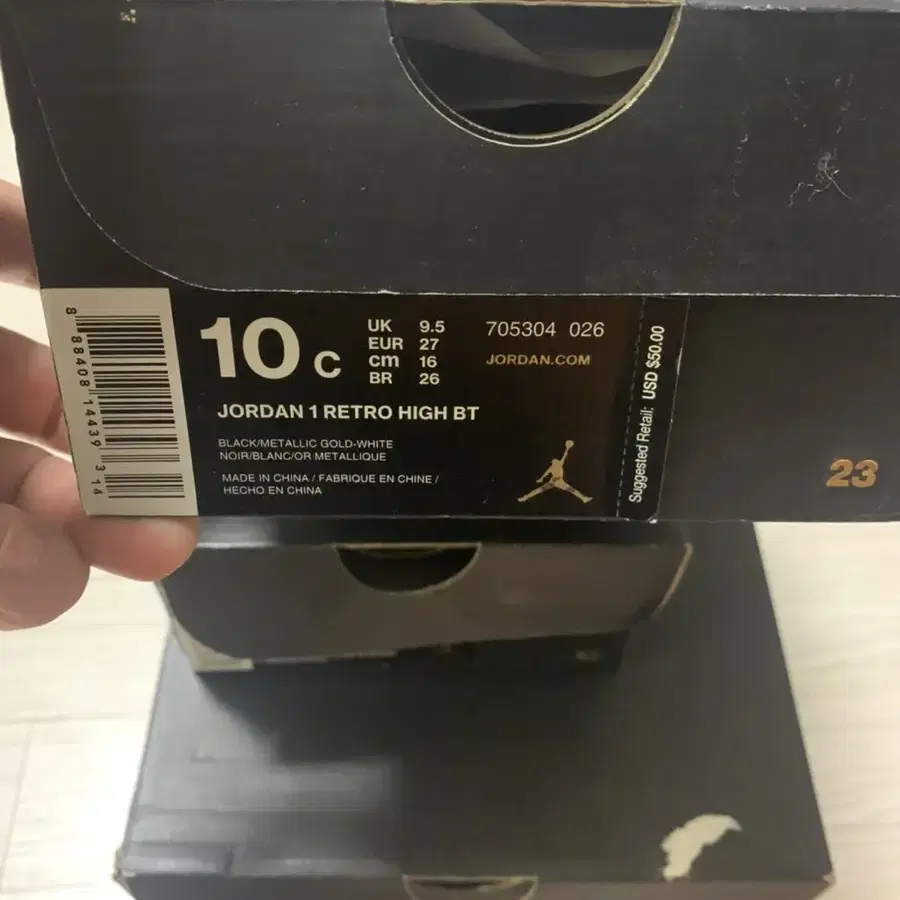 10 C
UK 9.5
EUR 27
cm 16
BR 26
705304 026
JORDAN.COM
JORDAN 1 RETRO HIGH BT
BLACK/METALLIC GOLD-WHITE
NOIR/BLANC/OR METALLIQUE
MADE IN CHINA / FABRIQUE EN CHINE /
HECHO EN CHINA
8 88408 14439 3 14
Suggested Retail: USD $50.00
23